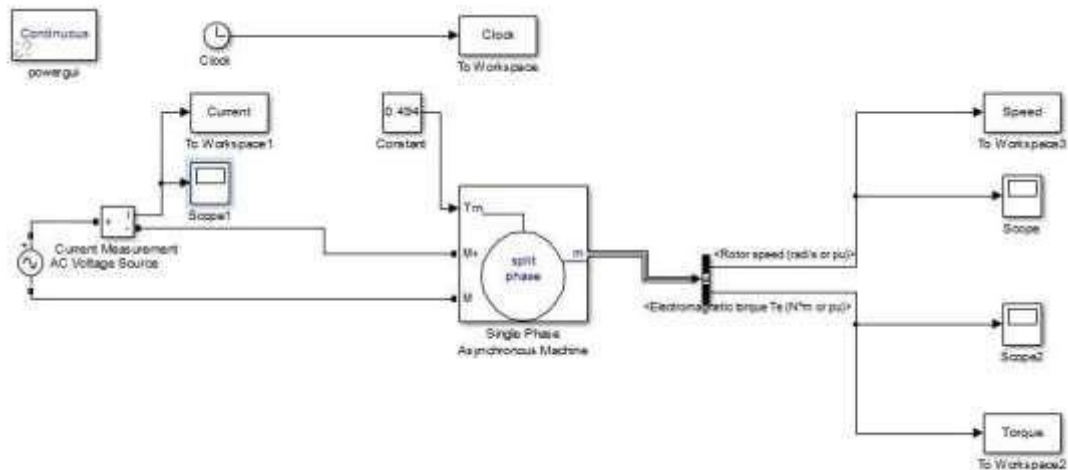 Continuous
powergui
Clock
Clock
To Workspace
Current
To Workspace1
0.494
Constant
Scope1
Current Measurement
AC Voltage Source
Tm
M+
M
split
phase
m
Single Phase
Asynchronous Machine
<Rotor speed (rad/s or pu)>
<Electromagnetic torque Te (N*m or pu)>
Speed
To Workspace3
Scope
Scope2
Torque
To Workspace2